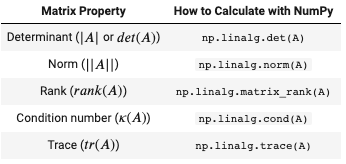 Matrix Property How to Calculate with NumPy
Determinant (|A| or det(A)) np.linalg.det(A)
Norm (||A||) np.linalg.norm(A)
Rank (rank(A)) np.linalg.matrix_rank(A)
Condition number (κ(A)) np.linalg.cond(A)
Trace (tr(A)) np.linalg.trace(A)